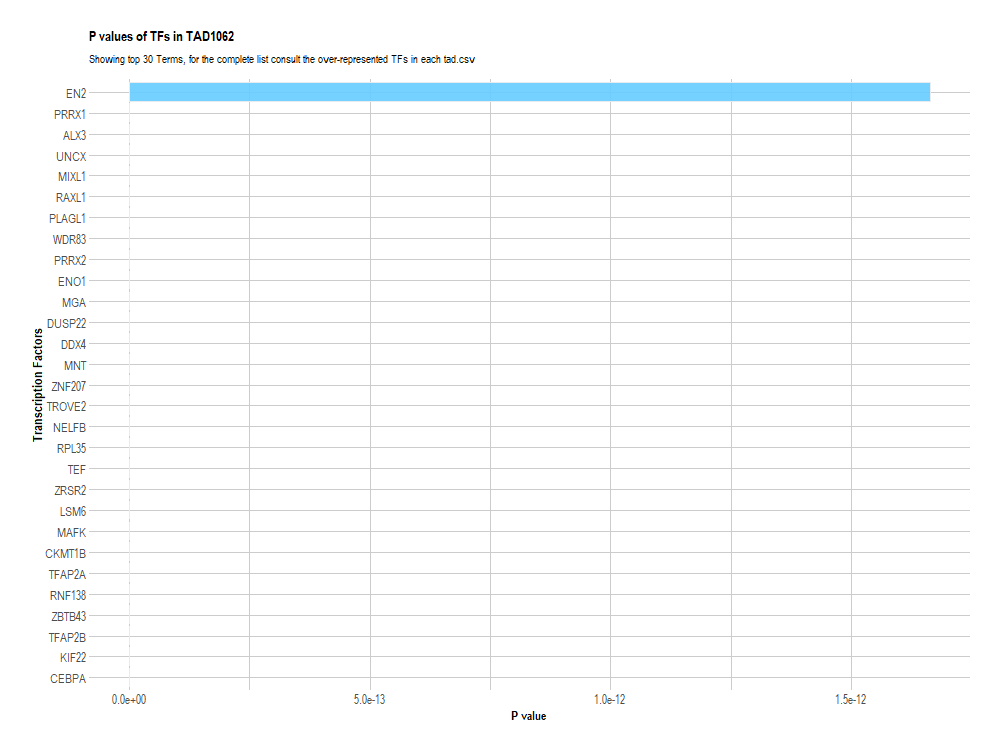 P values of TFs in TAD1062
Showing top 30 Terms, for the complete list consult the over-represented TFs in each tad.csv
EN2
PRRX1
ALX3
UNCX
MIXL1
RAXL1
PLAGL1
WDR83
PRRX2
ENO1
MGA
DUSP22
DDX4
MNT
ZNF207
TROVE2
NELFB
RPL35
TEF
ZRSR2
LSM6
MAFK
CKMT1B
TFAP2A
RNF138
ZBTB43
TFAP2B
KIF22
CEBPA
Transcription Factors
0.0e+00 5.0e-13 1.0e-12 1.5e-12
P value